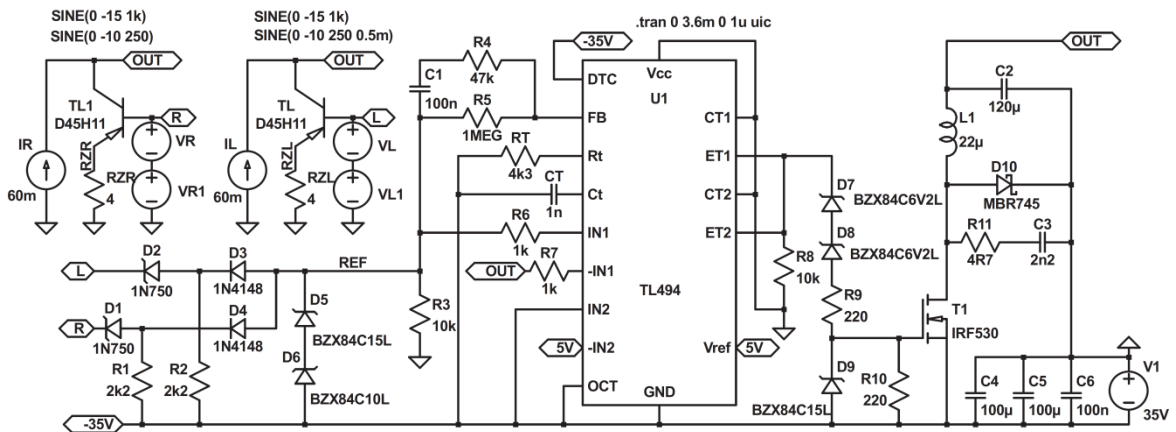 SINE(0 -15 1k)
SINE(0 -10 250)
SINE(0 -15 1k)
SINE(0 -10 250 0.5m)
.tran 0 3.6m 0 1u uic
OUT
TL1
D45H11
R
IR
60m
RZR
RZR
4
VR
VR1
OUT
TL
D45H11
L
IL
60m
RZL
RZL
4
VL
VL1
C1
100n
R4
47k
R5
1MEG
RT
4k3
CT
1n
R6
1k
OUT
R7
1k
R3
10k
-35V
DTC
FB
Rt
Ct
IN1
-IN1
IN2
5V
-IN2
OCT
Vcc
U1
TL494
GND
CT1
ET1
CT2
ET2
Vref
5V
L
D2
1N750
D3
1N4148
REF
R
D1
1N750
D4
1N4148
R1
2k2
R2
2k2
D5
BZX84C15L
D6
BZX84C10L
-35V
R8
10k
D7
BZX84C6V2L
D8
BZX84C6V2L
R9
220
D9
BZX84C15L
R10
220
T1
IRF530
OUT
C2
120µ
L1
22µ
D10
MBR745
R11
4R7
C3
2n2
C4
100µ
C5
100µ
C6
100n
V1
35V